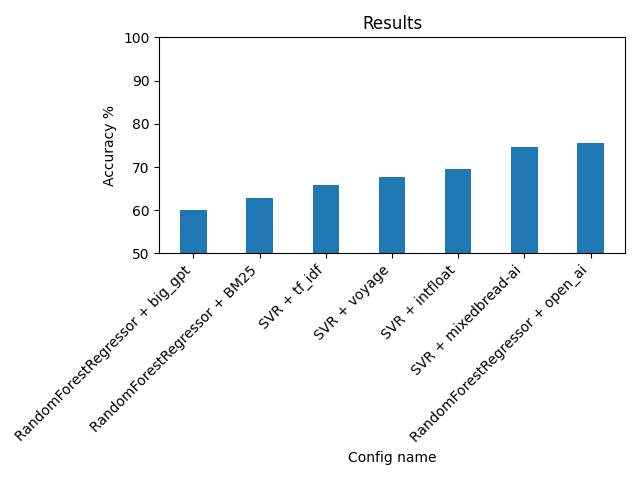 Results
Accuracy %
100
90
80
70
60
50
RandomForestRegressor + big_gpt
RandomForestRegressor + BM25
SVR + tf_idf
SVR + voyage
SVR + intfloat
SVR + mixedbread-ai
RandomForestRegressor + open_ai
Config name